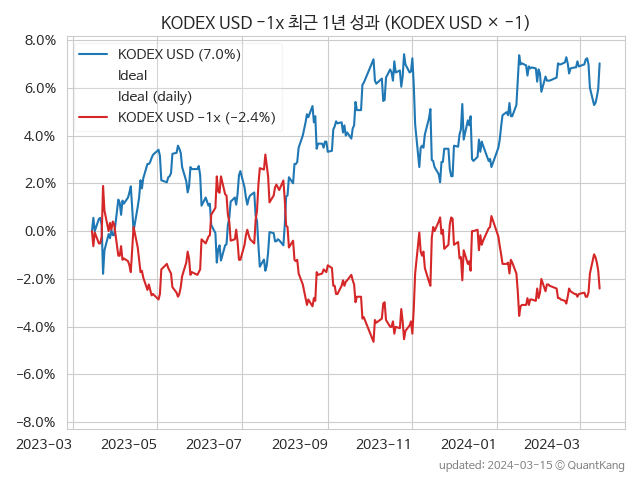 KODEX USD −1x 최근 1년 성과 (KODEX USD × −1)
8.0%
6.0%
4.0%
2.0%
0.0%
−2.0%
−4.0%
−6.0%
−8.0%
KODEX USD (7.0%)
Ideal
Ideal (daily)
KODEX USD −1x (−2.4%)
2023−03
2023−05
2023−07
2023−09
2023−11
2024−01
2024−03
updated: 2024−03−15 © QuantKang